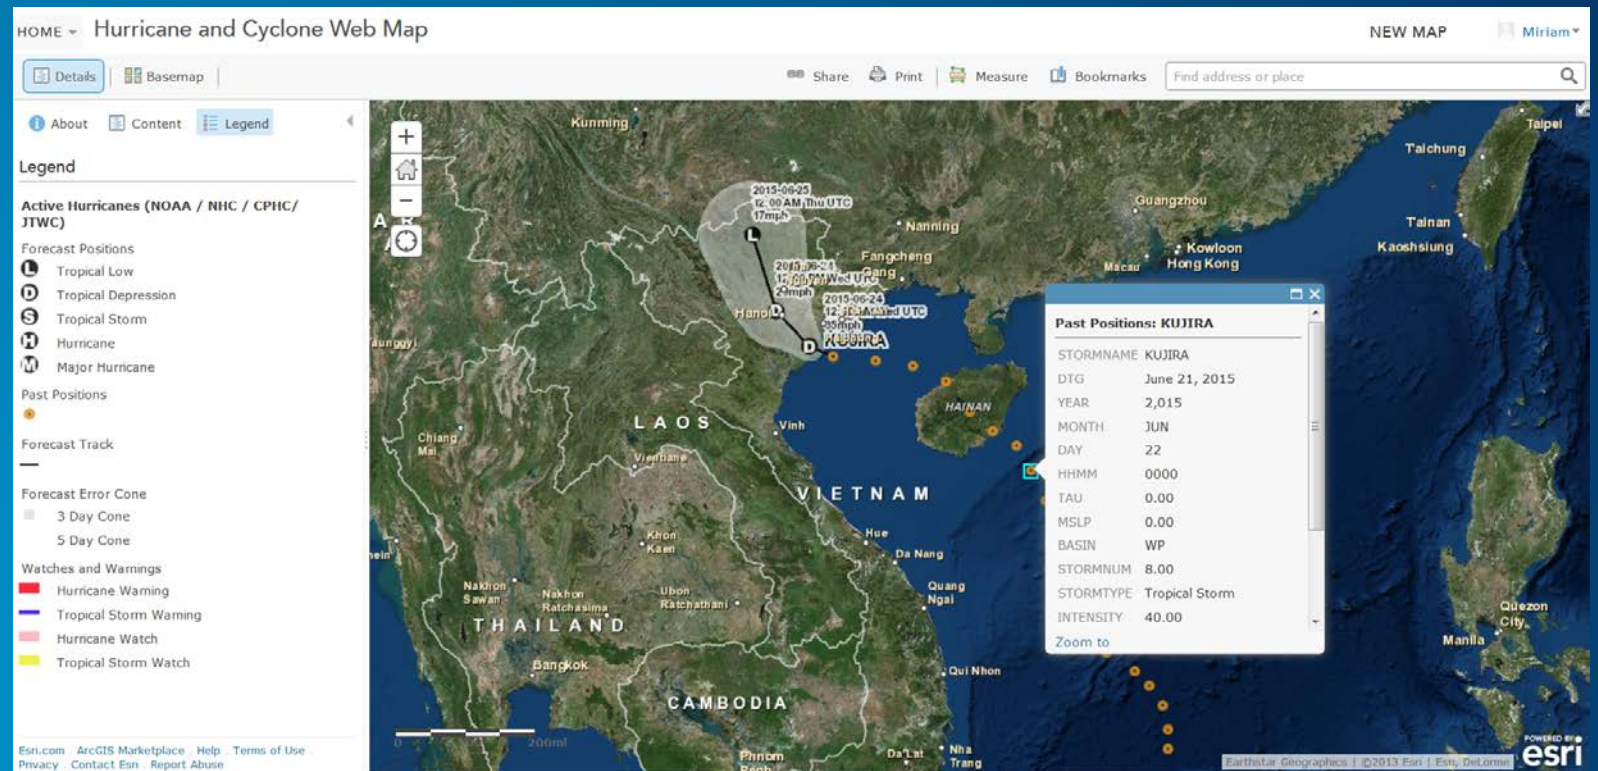 HOME Hurricane and Cyclone Web Map
NEW MAP Miriam
Details Basemap
Share Print Measure Bookmarks Find address or place
About Content Legend
Legend
Active Hurricanes (NOAA / NHC / CPHC/
JTWC)
Forecast Positions
L Tropical Low
D Tropical Depression
S Tropical Storm
H Hurricane
M Major Hurricane
Past Positions
Forecast Track
Forecast Error Cone
3 Day Cone
5 Day Cone
Watches and Warnings
Hurricane Warning
Tropical Storm Warning
Hurricane Watch
Tropical Storm Watch
Esri.com . ArcGIS Marketplace . Help . Terms of Use .
Privacy . Contact Esri . Report Abuse
Kunming
Taipei
Taichung
2015-06-25
12:00 AM Thu UTC
17mph
Guangzhou
Tainan
Nanning
L
Kowloon
Kaoshsiung
Fangcheng
Gang
Macau
Hong Kong
29mph
2015-06-24
Hanoi
D
35mph
D
KUJIRA
HAINAN
LAOS
Vinh
Chiang
Mai
Vientiane
VIETNAM
Hue
Khon
Kaen
Da Nang
Nakhon
Sawan
Nakhon
Ratchasima
Ubon
Ratchathani
Quang
Ngai
THAILAND
Bangkok
Qui Nhon
CAMBODIA
Quezon
City
Manila
0
200mi
Phnom
Penh
Da Lat
Nha
Trang
Past Positions: KUJIRA
STORMNAME KUJIRA
DTG June 21, 2015
YEAR 2,015
MONTH JUN
DAY 22
HHMM 0000
TAU 0.00
MSLP 0.00
BASIN WP
STORMNUM 8.00
STORMTYPE Tropical Storm
INTENSITY 40.00
Zoom to
Earthstar Geographics | ©2013 Esri | Esri, DeLorme
POWERED BY
esri